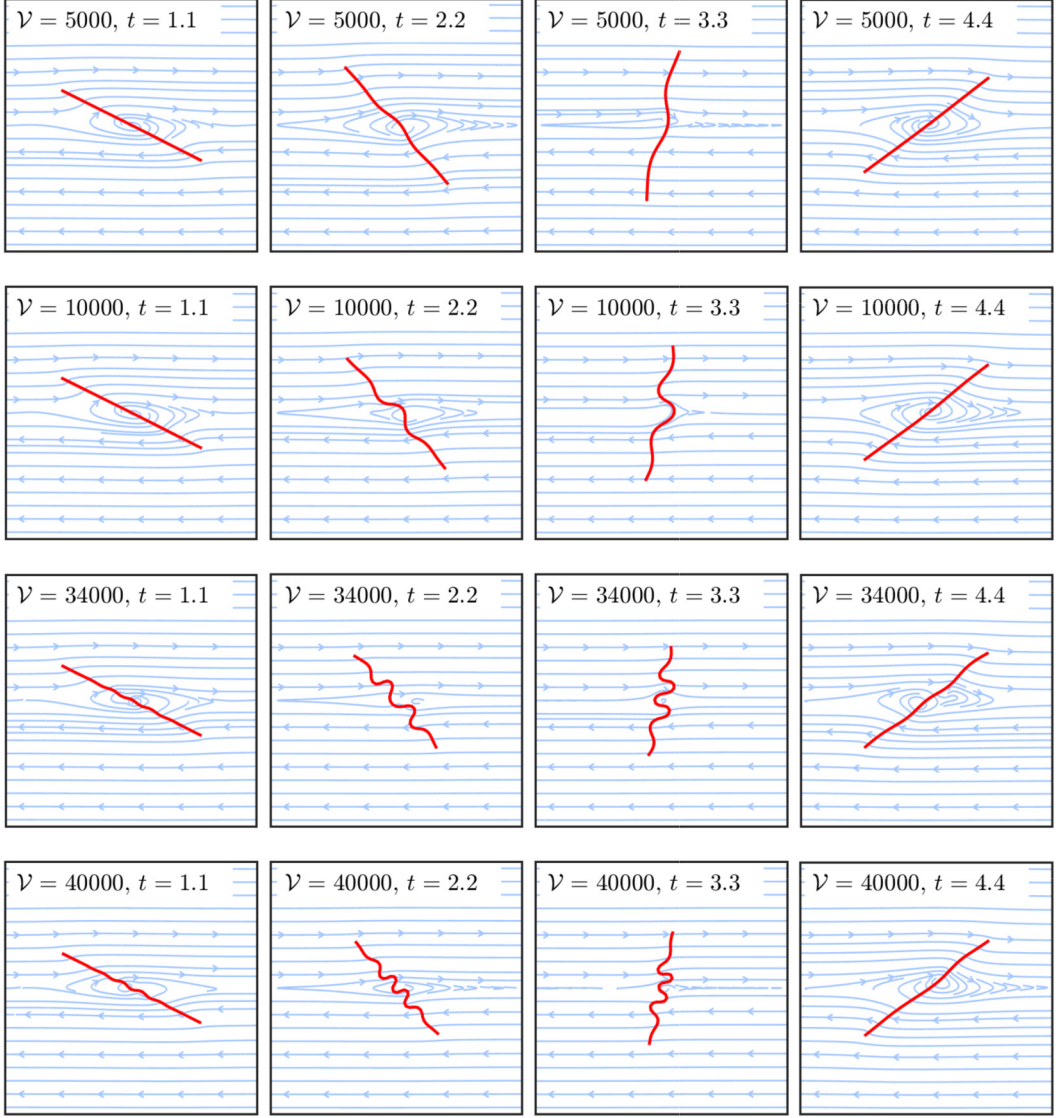 𝒱 = 5000, t = 1.1
𝒱 = 5000, t = 2.2
𝒱 = 5000, t = 3.3
𝒱 = 5000, t = 4.4
𝒱 = 10000, t = 1.1
𝒱 = 10000, t = 2.2
𝒱 = 10000, t = 3.3
𝒱 = 10000, t = 4.4
𝒱 = 34000, t = 1.1
𝒱 = 34000, t = 2.2
𝒱 = 34000, t = 3.3
𝒱 = 34000, t = 4.4
𝒱 = 40000, t = 1.1
𝒱 = 40000, t = 2.2
𝒱 = 40000, t = 3.3
𝒱 = 40000, t = 4.4